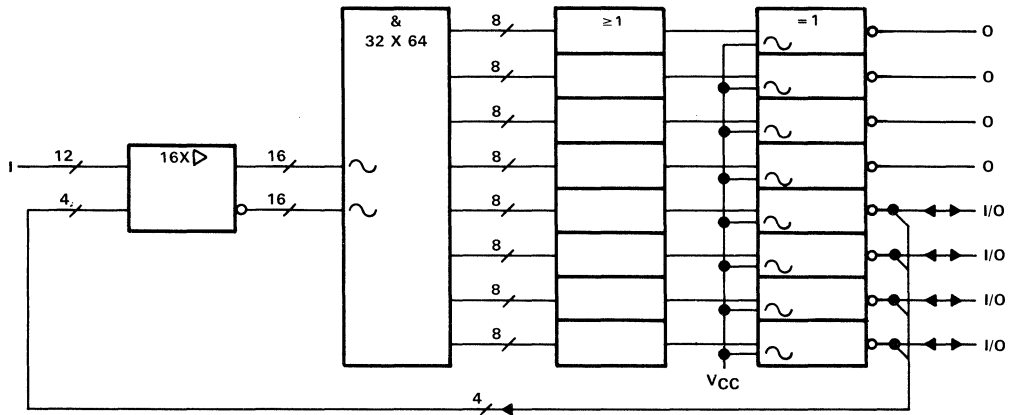 & 8 ≥1 = 1 O
32 X 64
8 O
8 O
I 12 16X▷ 16 8 O
4 16 8 I/O
8 I/O
8 I/O
8 I/O
VCC
4